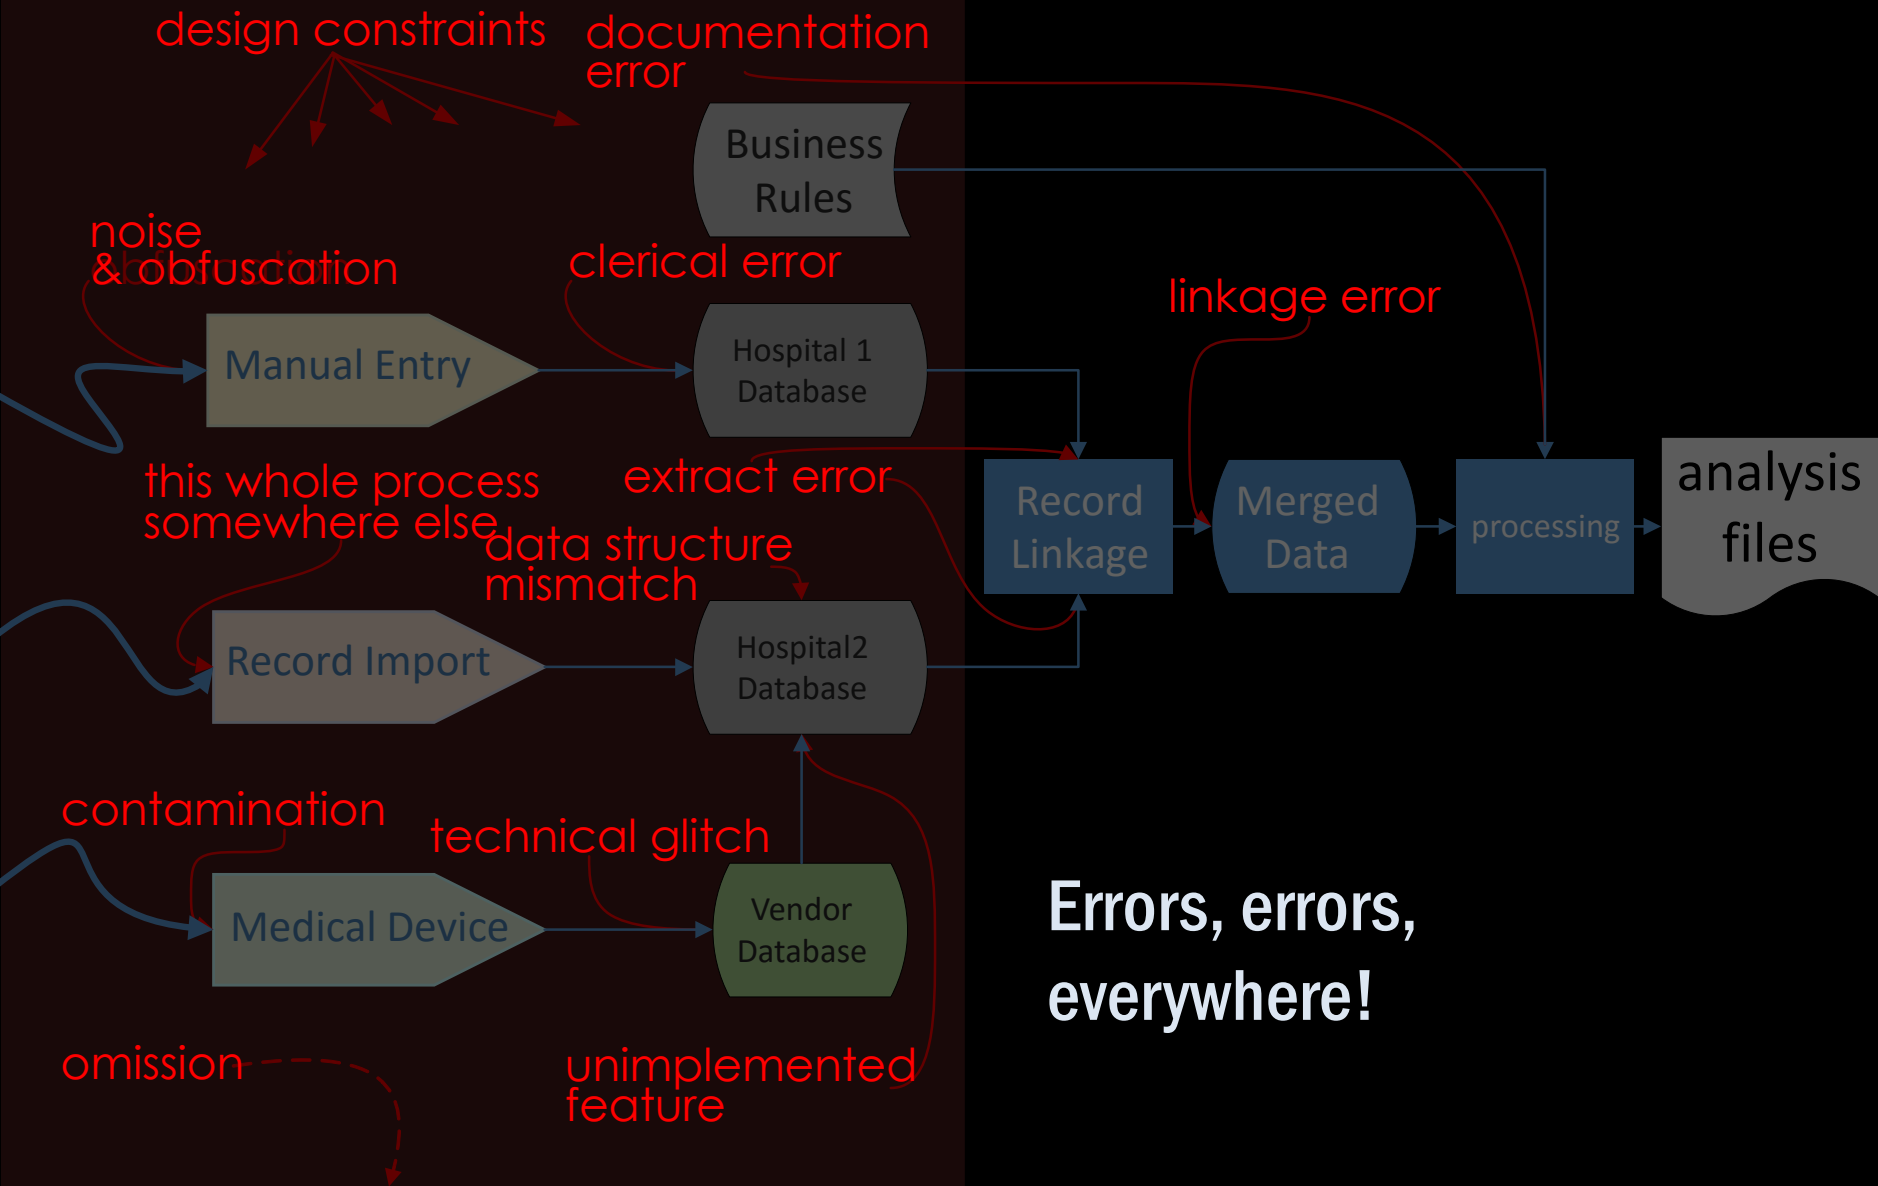 design constraints
documentation
error
Business
Rules
noise
& obfuscation
clerical error
linkage error
Manual Entry
Hospital 1
Database
this whole process
somewhere else
extract error
data structure
mismatch
Record
Linkage
Merged
Data
processing
analysis
files
Record Import
Hospital2
Database
contamination
technical glitch
Medical Device
Vendor
Database
Errors, errors,
everywhere!
omission
unimplemented
feature